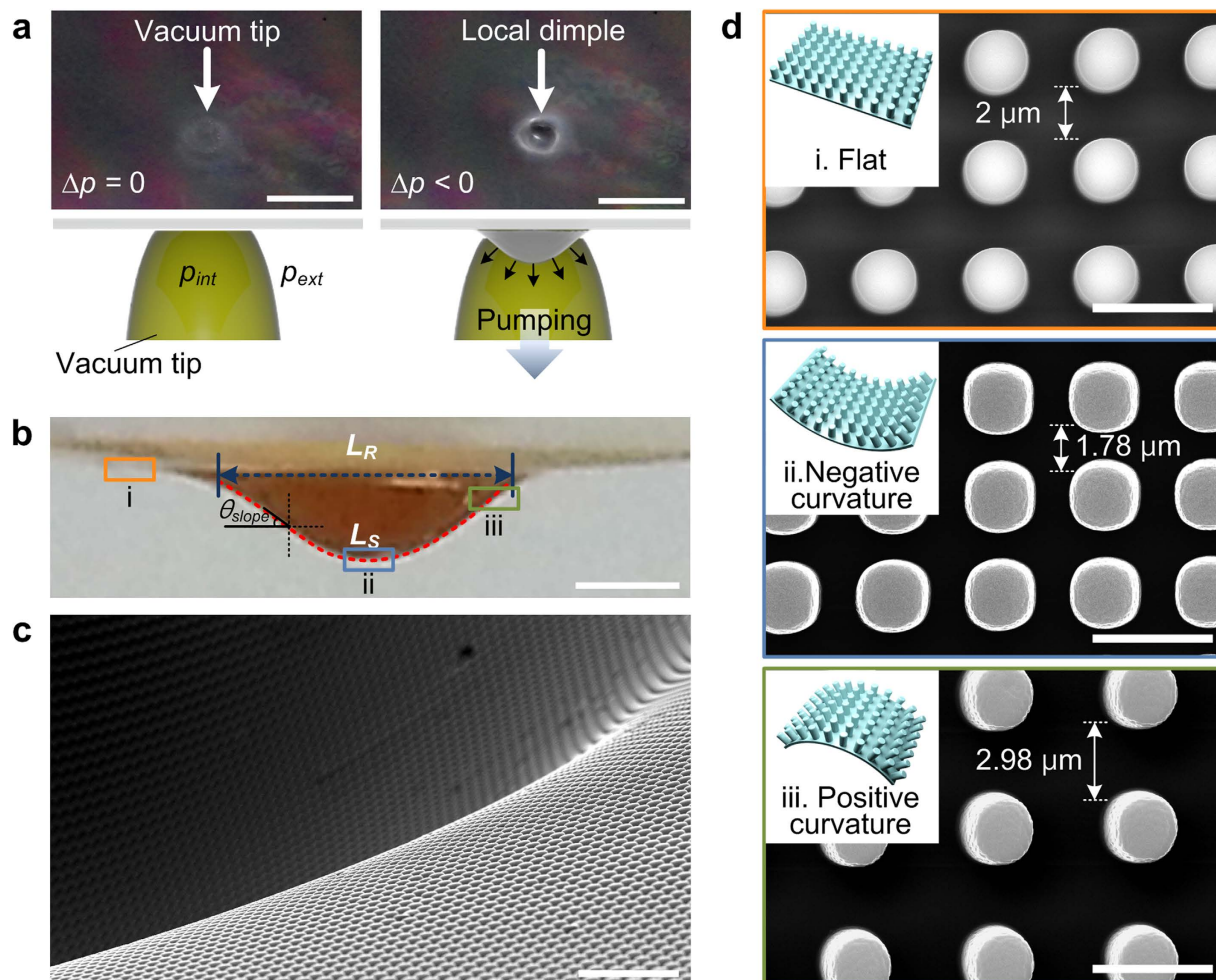 a
Vacuum tip
Δp = 0
Local dimple
Δp < 0
p_int
p_ext
Vacuum tip
Pumping
b
L_R
i
θ_slope
L_S
iii
ii
c
d
2 µm
i. Flat
1.78 µm
ii.Negative
curvature
2.98 µm
iii. Positive
curvature